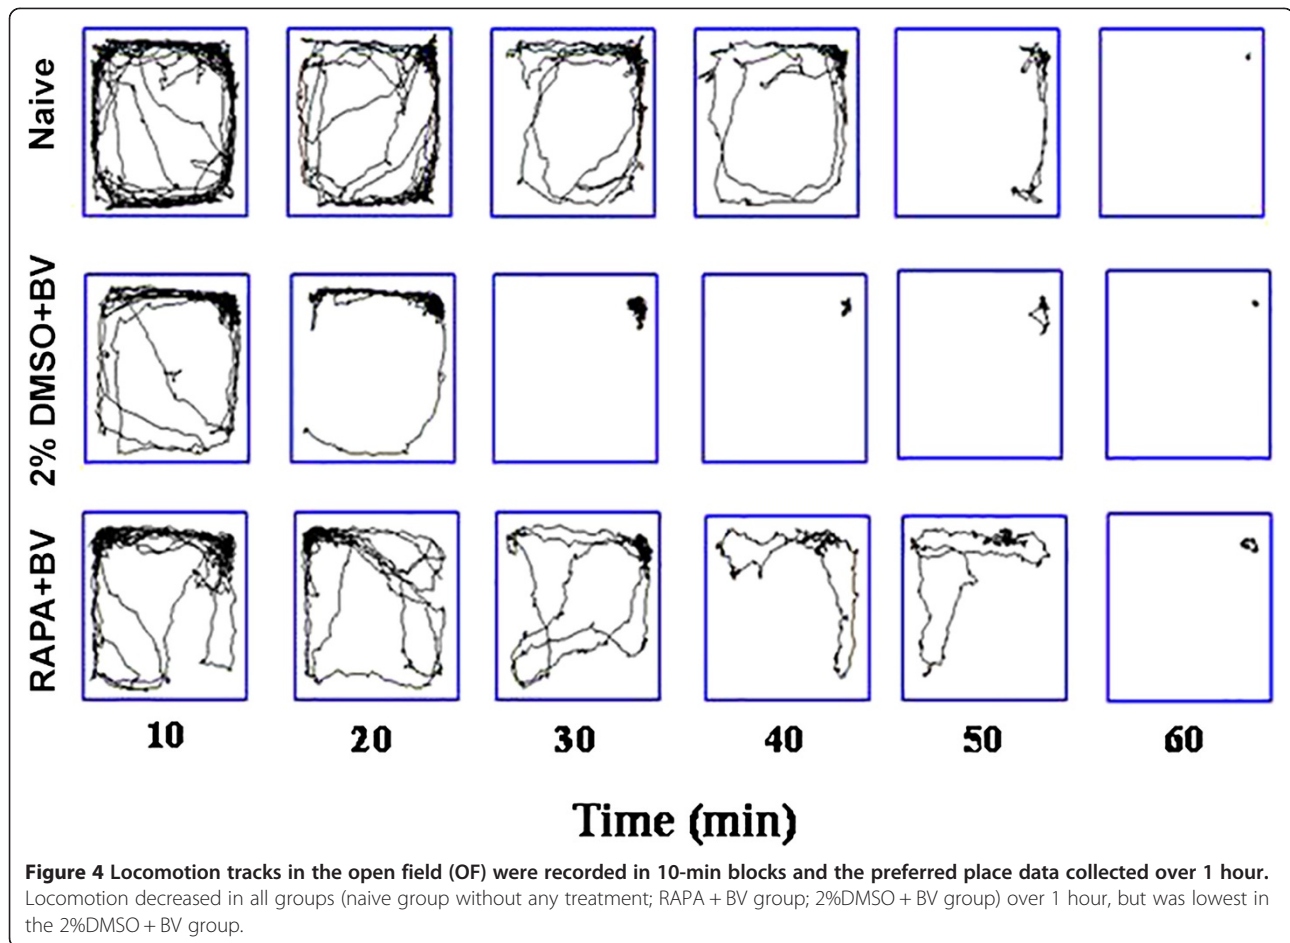 Naive
2% DMSO+BV
RAPA+BV
10 20 30 40 50 60
Time (min)
Figure 4 Locomotion tracks in the open field (OF) were recorded in 10-min blocks and the preferred place data collected over 1 hour.
Locomotion decreased in all groups (naive group without any treatment; RAPA + BV group; 2%DMSO + BV group) over 1 hour, but was lowest in
the 2%DMSO + BV group.